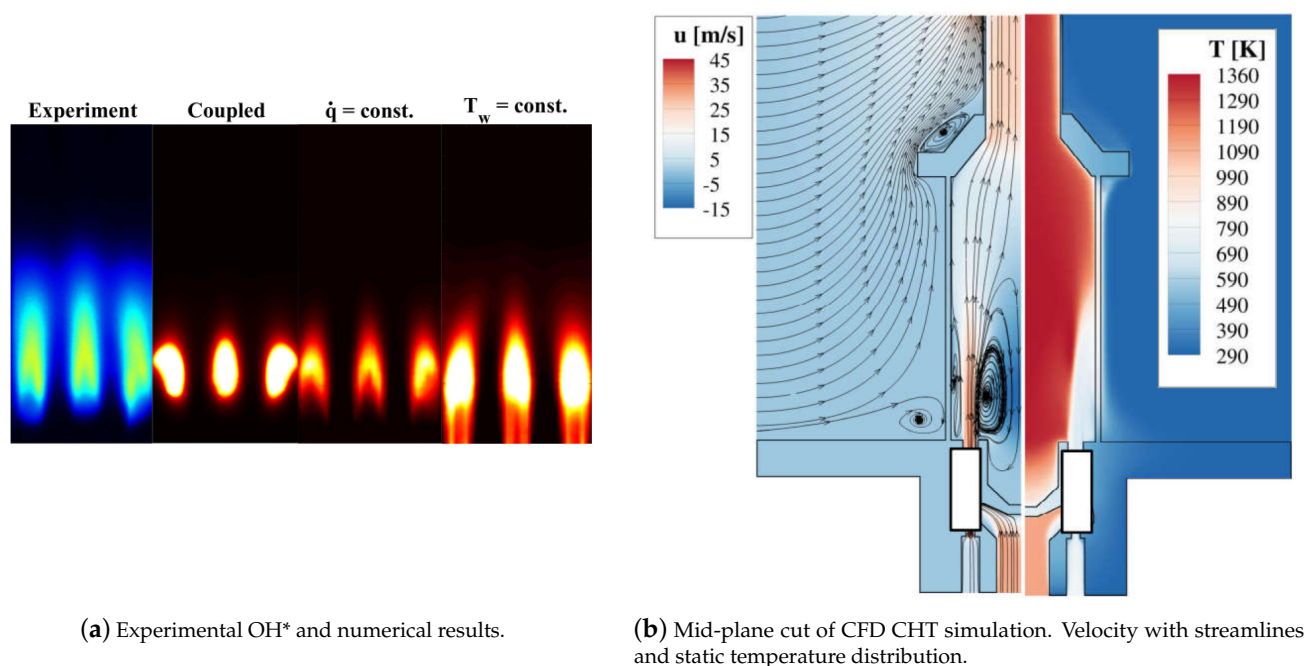 Experiment
Coupled
q̇ = const.
T_w = const.
u [m/s]
45
35
25
15
5
-5
-15
T [K]
1360
1290
1190
1090
990
890
790
690
590
490
390
290
(a) Experimental OH* and numerical results.
(b) Mid-plane cut of CFD CHT simulation. Velocity with streamlines
and static temperature distribution.